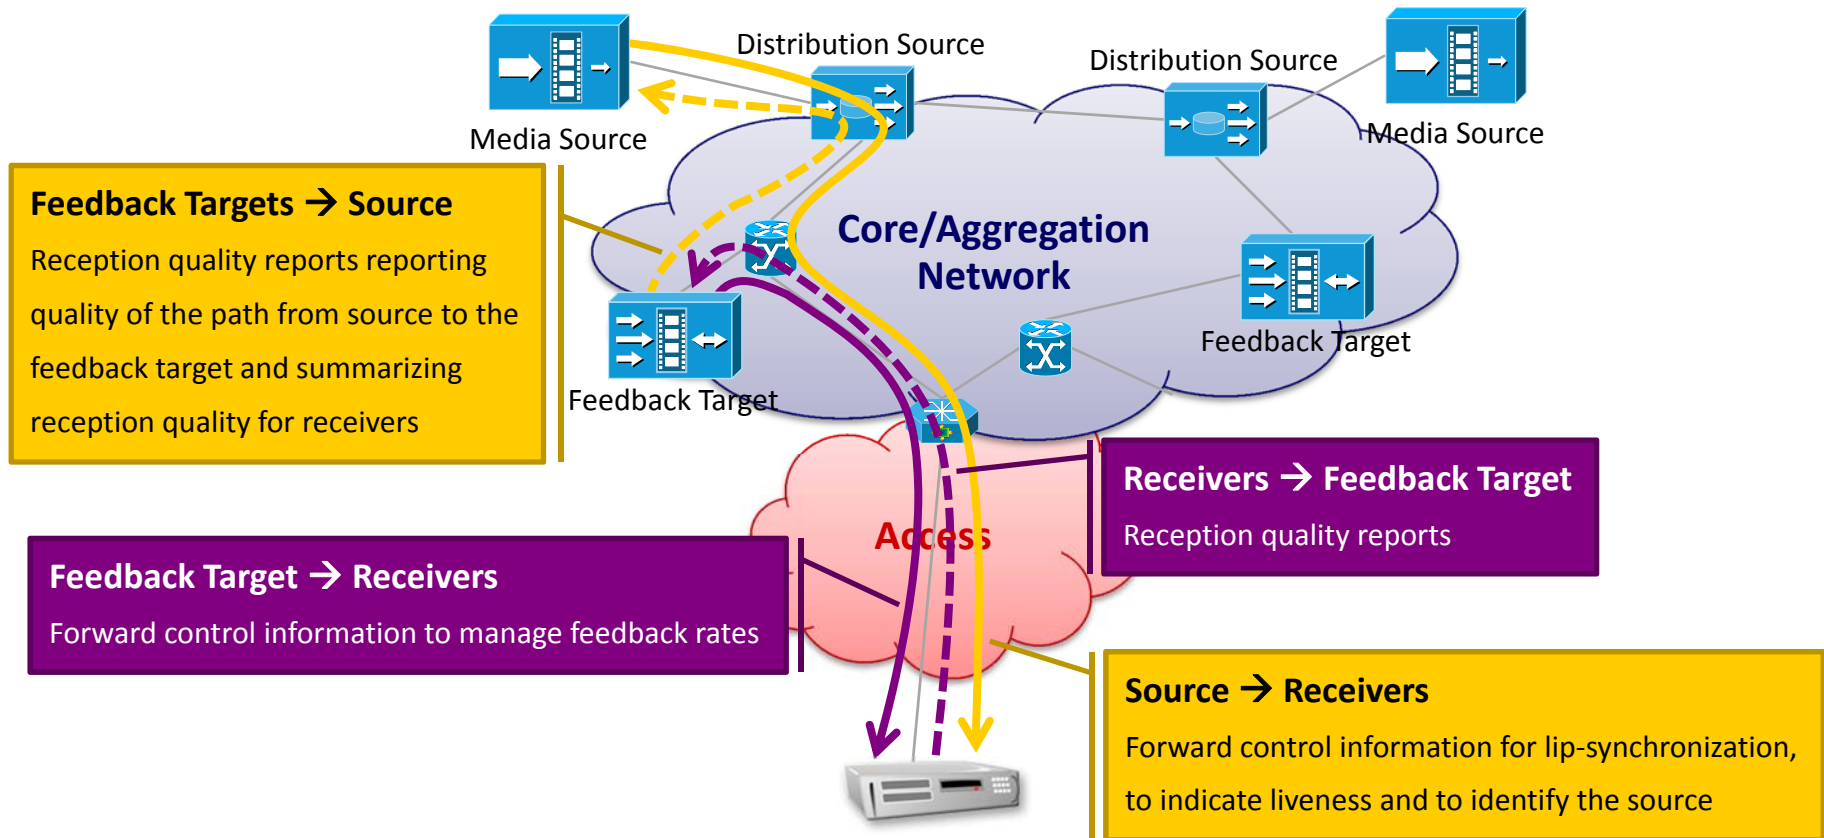 Distribution Source
Distribution Source
Media Source
Media Source
Feedback Targets → Source
Reception quality reports reporting
quality of the path from source to the
feedback target and summarizing
reception quality for receivers
Core/Aggregation
Network
Feedback Target
Feedback Target
Receivers → Feedback Target
Reception quality reports
Access
Feedback Target → Receivers
Forward control information to manage feedback rates
Source → Receivers
Forward control information for lip-synchronization,
to indicate liveness and to identify the source